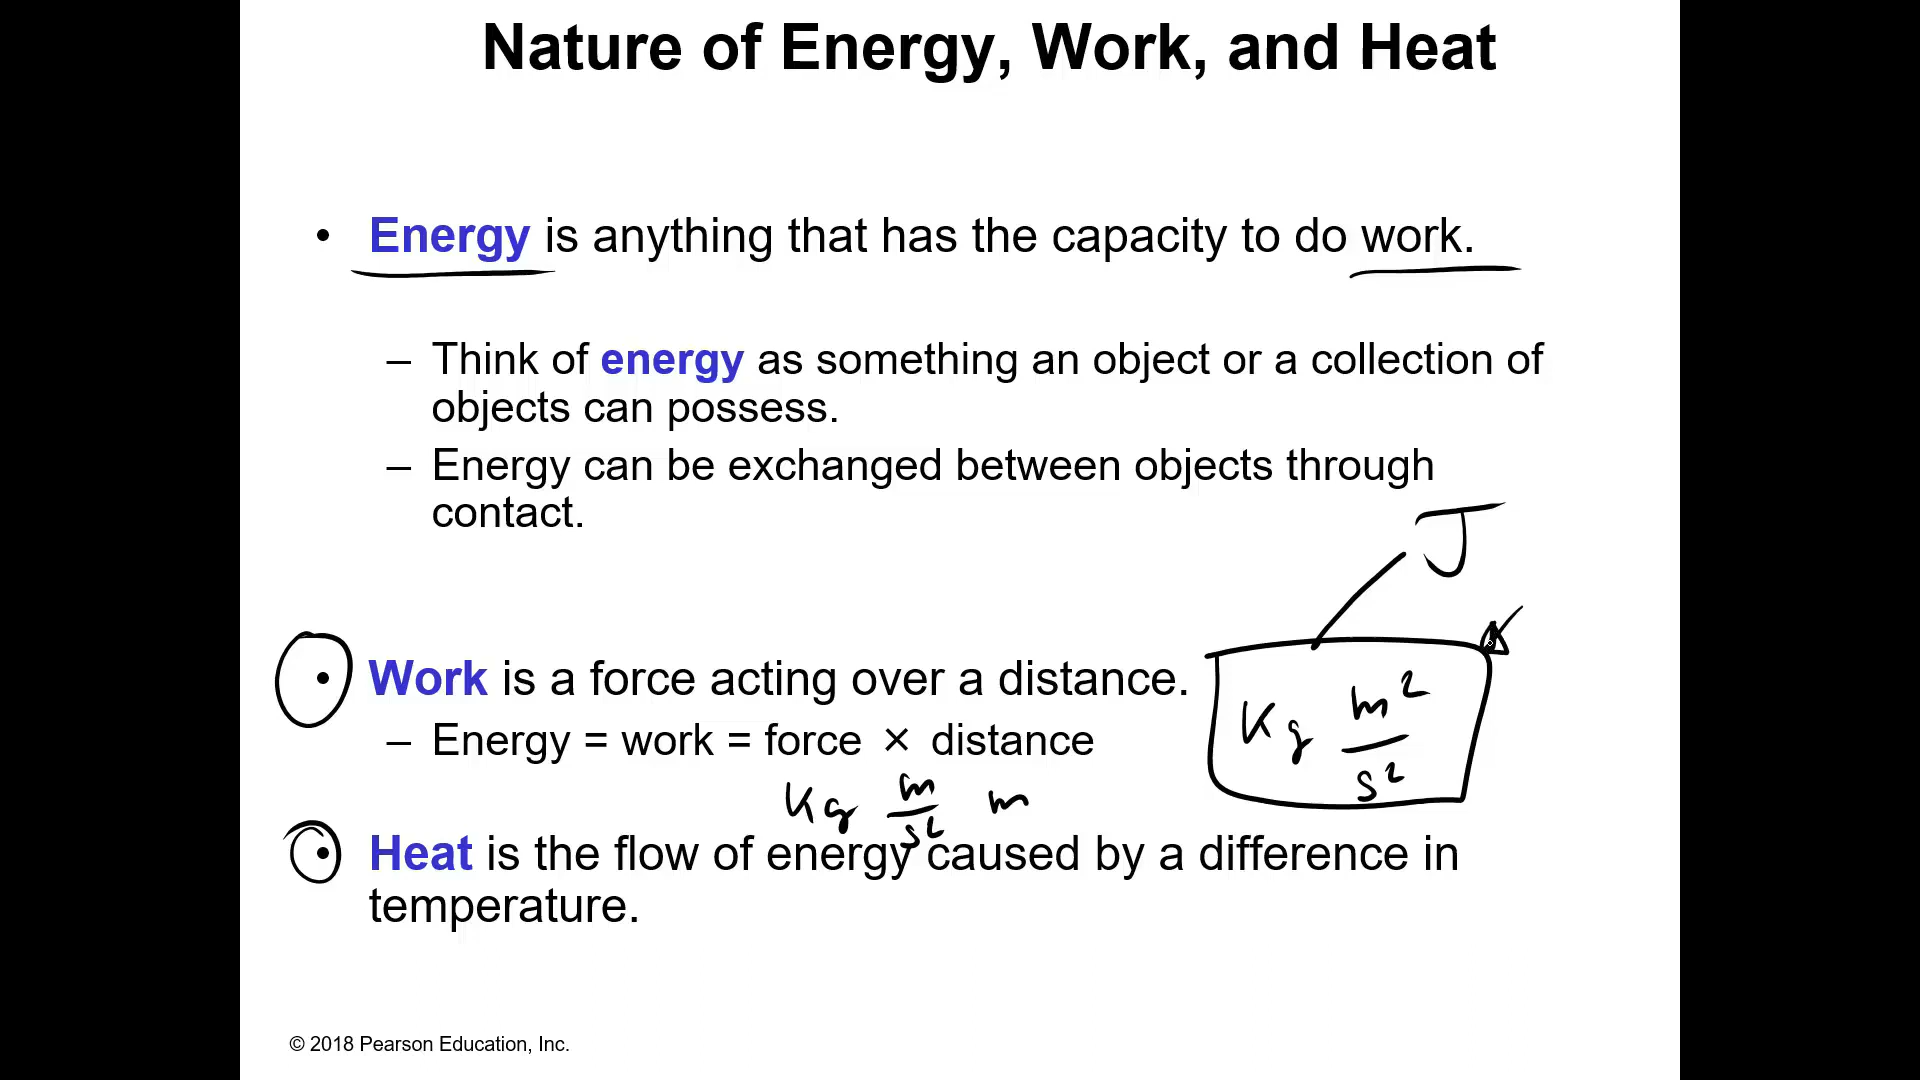 Nature of Energy, Work, and Heat
• Energy is anything that has the capacity to do work.
– Think of energy as something an object or a collection of
objects can possess.
– Energy can be exchanged between objects through
contact.
J
• Work is a force acting over a distance.
Kg m²/s²
– Energy = work = force × distance
Kg m/s² m
• Heat is the flow of energy caused by a difference in
temperature.
© 2018 Pearson Education, Inc.